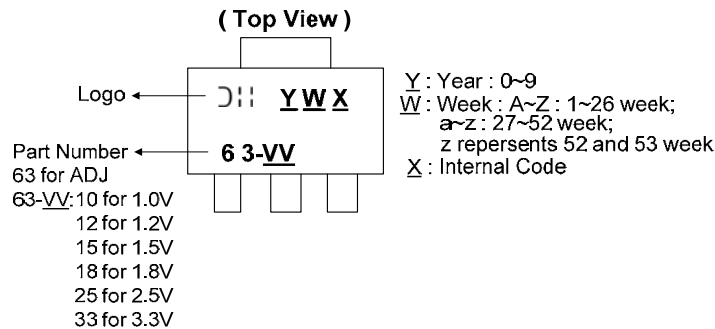 ( Top View )
Logo
Y W X
6 3-VV
Y : Year : 0~9
W : Week : A~Z : 1~26 week;
a~z : 27~52 week;
z repersents 52 and 53 week
X : Internal Code
Part Number
63 for ADJ
63-VV: 10 for 1.0V
12 for 1.2V
15 for 1.5V
18 for 1.8V
25 for 2.5V
33 for 3.3V